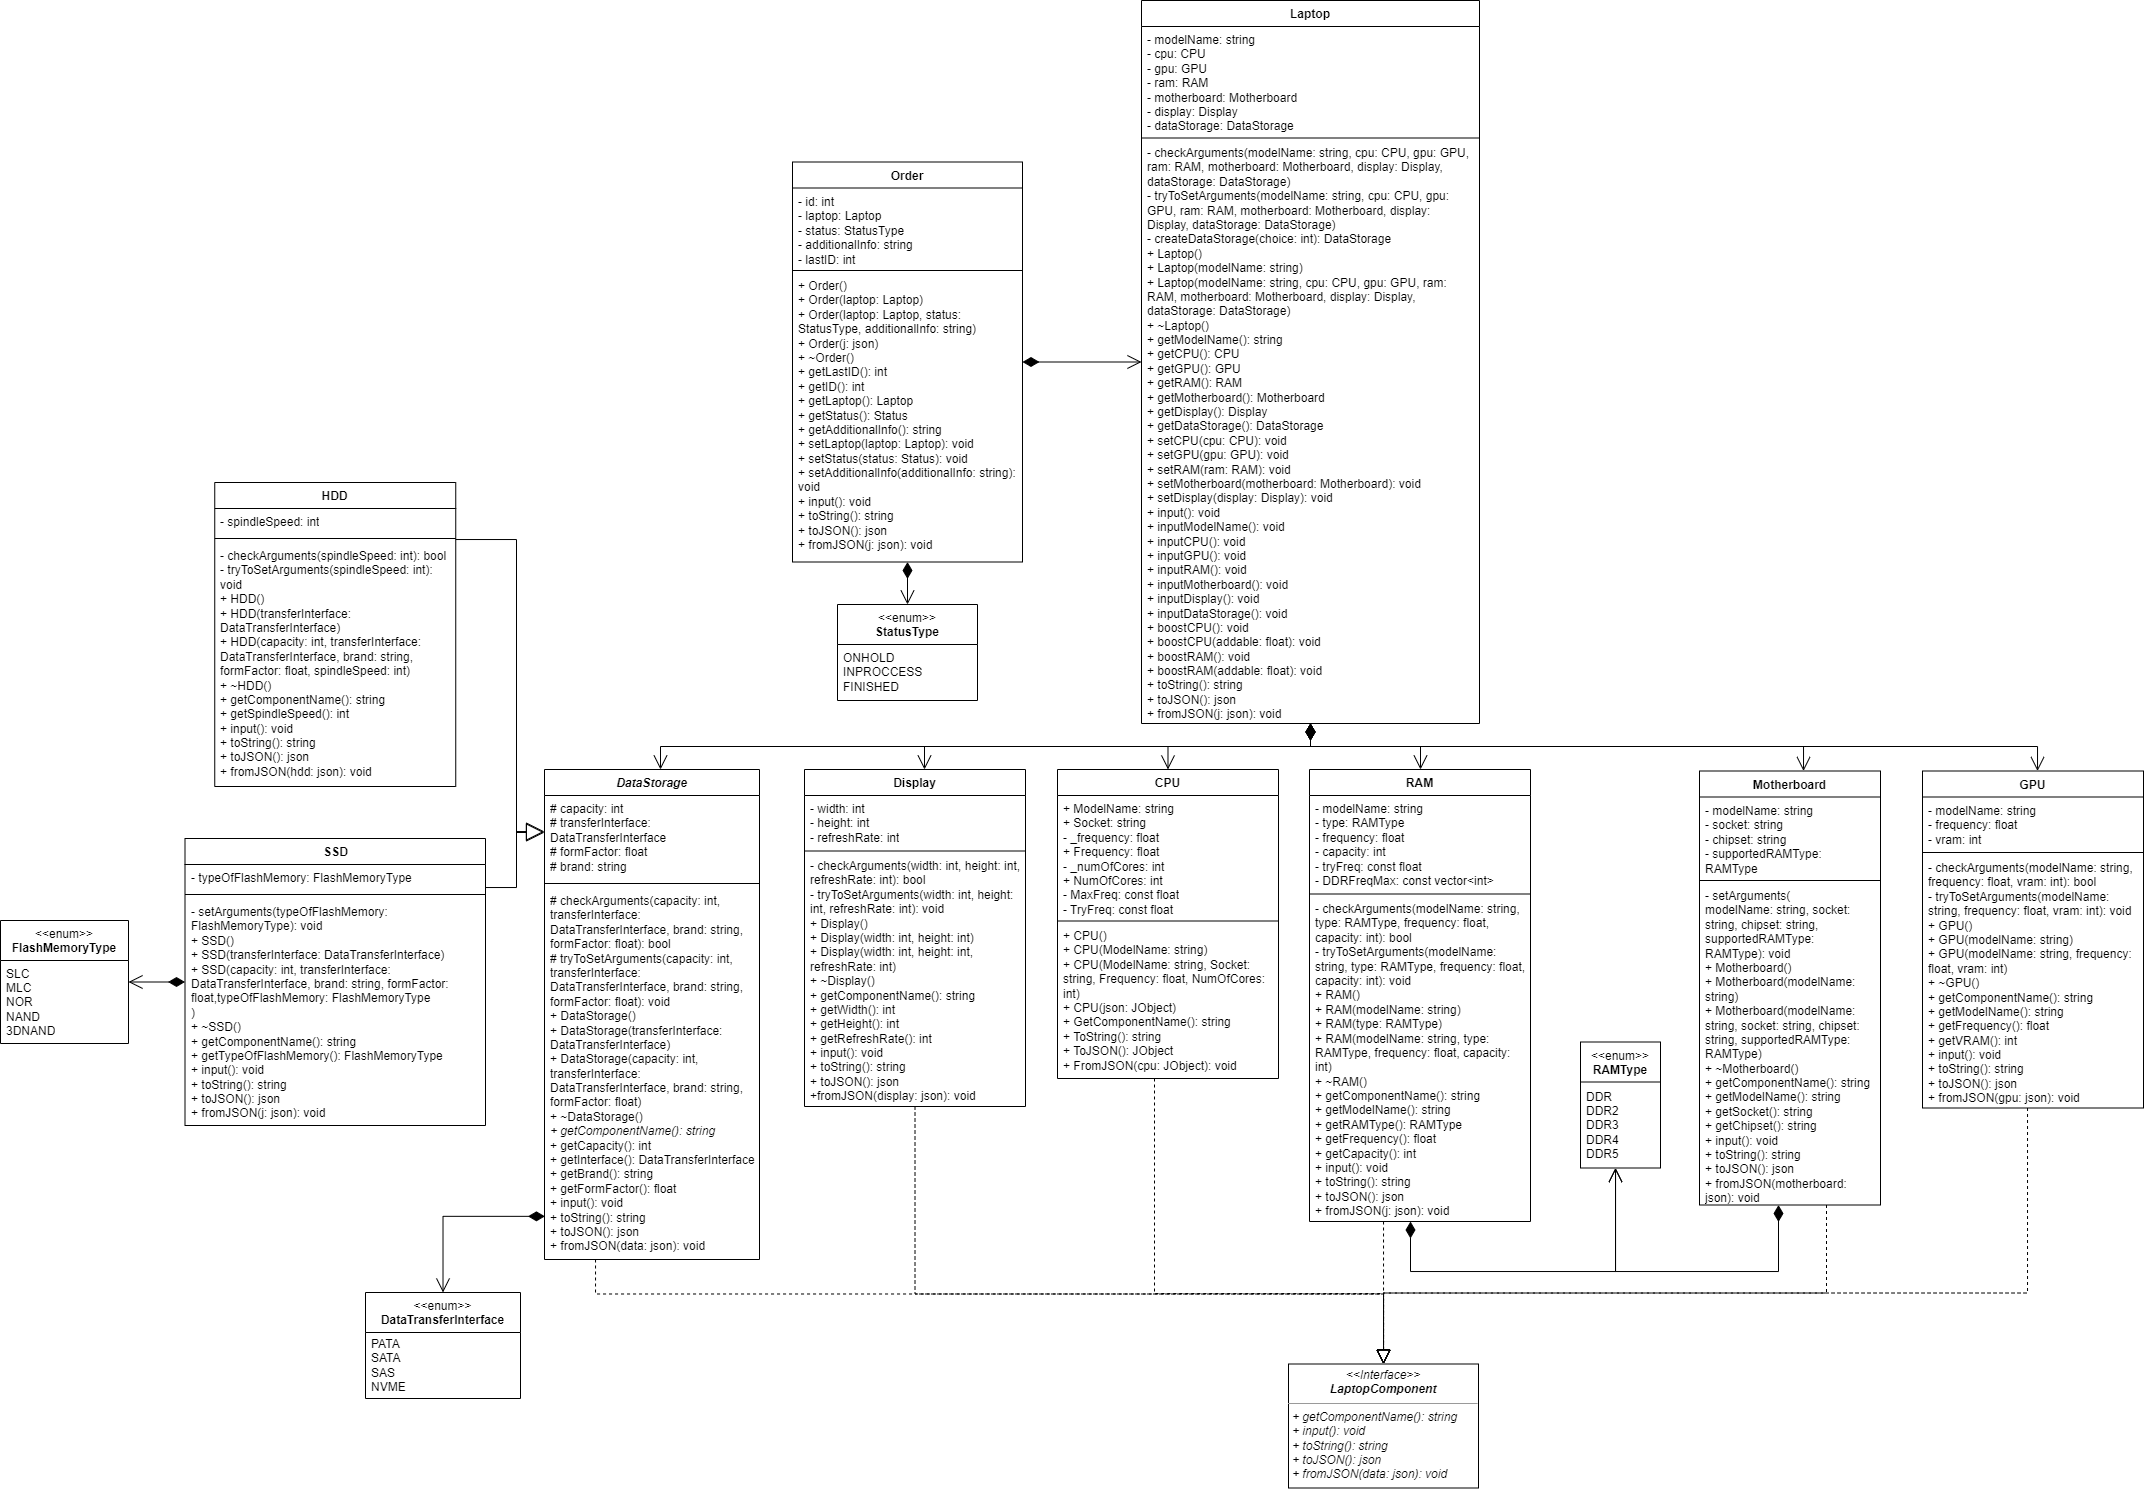 Laptop
- modelName: string
- cpu: CPU
- gpu: GPU
- ram: RAM
- motherboard: Motherboard
- display: Display
- dataStorage: DataStorage
- checkArguments(modelName: string, cpu: CPU, gpu: GPU,
ram: RAM, motherboard: Motherboard, display: Display,
dataStorage: DataStorage)
- tryToSetArguments(modelName: string, cpu: CPU, gpu:
GPU, ram: RAM, motherboard: Motherboard, display:
Display, dataStorage: DataStorage)
- createDataStorage(choice: int): DataStorage
+ Laptop()
+ Laptop(modelName: string)
+ Laptop(modelName: string, cpu: CPU, gpu: GPU, ram:
RAM, motherboard: Motherboard, display: Display,
dataStorage: DataStorage)
+ ~Laptop()
+ getModelName(): string
+ getCPU(): CPU
+ getGPU(): GPU
+ getRAM(): RAM
+ getMotherboard(): Motherboard
+ getDisplay(): Display
+ getDataStorage(): DataStorage
+ setCPU(cpu: CPU): void
+ setGPU(gpu: GPU): void
+ setRAM(ram: RAM): void
+ setMotherboard(motherboard: Motherboard): void
+ setDisplay(display: Display): void
+ input(): void
+ inputModelName(): void
+ inputCPU(): void
+ inputGPU(): void
+ inputRAM(): void
+ inputMotherboard(): void
+ inputDisplay(): void
+ inputDataStorage(): void
+ boostCPU(): void
+ boostCPU(addable: float): void
+ boostRAM(): void
+ boostRAM(addable: float): void
+ toString(): string
+ toJSON(): json
+ fromJSON(j: json): void
Order
- id: int
- laptop: Laptop
- status: StatusType
- additionalInfo: string
- lastID: int
+ Order()
+ Order(laptop: Laptop)
+ Order(laptop: Laptop, status:
StatusType, additionalInfo: string)
+ Order(j: json)
+ ~Order()
+ getLastID(): int
+ getID(): int
+ getLaptop(): Laptop
+ getStatus(): Status
+ getAdditionalInfo(): string
+ setLaptop(laptop: Laptop): void
+ setStatus(status: Status): void
+ setAdditionalInfo(additionalInfo: string):
void
+ input(): void
+ toString(): string
+ toJSON(): json
+ fromJSON(j: json): void
<<enum>>
StatusType
ONHOLD
INPROCCESS
FINISHED
HDD
- spindleSpeed: int
- checkArguments(spindleSpeed: int): bool
- tryToSetArguments(spindleSpeed: int):
void
+ HDD()
+ HDD(transferInterface:
DataTransferInterface)
+ HDD(capacity: int, transferInterface:
DataTransferInterface, brand: string,
formFactor: float, spindleSpeed: int)
+ ~HDD()
+ getComponentName(): string
+ getSpindleSpeed(): int
+ input(): void
+ toString(): string
+ toJSON(): json
+ fromJSON(hdd: json): void
SSD
- typeOfFlashMemory: FlashMemoryType
- setArguments(typeOfFlashMemory:
FlashMemoryType): void
+ SSD()
+ SSD(transferInterface: DataTransferInterface)
+ SSD(capacity: int, transferInterface:
DataTransferInterface, brand: string, formFactor:
float,typeOfFlashMemory: FlashMemoryType
)
+ ~SSD()
+ getComponentName(): string
+ getTypeOfFlashMemory(): FlashMemoryType
+ input(): void
+ toString(): string
+ toJSON(): json
+ fromJSON(j: json): void
<<enum>>
FlashMemoryType
SLC
MLC
NOR
NAND
3DNAND
DataStorage
# capacity: int
# transferInterface:
DataTransferInterface
# formFactor: float
# brand: string
# checkArguments(capacity: int,
transferInterface:
DataTransferInterface, brand: string,
formFactor: float): bool
# tryToSetArguments(capacity: int,
transferInterface:
DataTransferInterface, brand: string,
formFactor: float): void
+ DataStorage()
+ DataStorage(transferInterface:
DataTransferInterface)
+ DataStorage(capacity: int,
transferInterface:
DataTransferInterface, brand: string,
formFactor: float)
+ ~DataStorage()
+ getComponentName(): string
+ getCapacity(): int
+ getInterface(): DataTransferInterface
+ getBrand(): string
+ getFormFactor(): float
+ input(): void
+ toString(): string
+ toJSON(): json
+ fromJSON(data: json): void
<<enum>>
DataTransferInterface
PATA
SATA
SAS
NVME
Display
- width: int
- height: int
- refreshRate: int
- checkArguments(width: int, height: int,
refreshRate: int): bool
- tryToSetArguments(width: int, height:
int, refreshRate: int): void
+ Display()
+ Display(width: int, height: int)
+ Display(width: int, height: int,
refreshRate: int)
+ ~Display()
+ getComponentName(): string
+ getWidth(): int
+ getHeight(): int
+ getRefreshRate(): int
+ input(): void
+ toString(): string
+ toJSON(): json
+fromJSON(display: json): void
CPU
+ ModelName: string
+ Socket: string
- _frequency: float
+ Frequency: float
- _numOfCores: int
+ NumOfCores: int
- MaxFreq: const float
- TryFreq: const float
+ CPU()
+ CPU(ModelName: string)
+ CPU(ModelName: string, Socket:
string, Frequency: float, NumOfCores:
int)
+ CPU(json: JObject)
+ GetComponentName(): string
+ ToString(): string
+ ToJSON(): JObject
+ FromJSON(cpu: JObject): void
RAM
- modelName: string
- type: RAMType
- frequency: float
- capacity: int
- tryFreq: const float
- DDRFreqMax: const vector<int>
- checkArguments(modelName: string,
type: RAMType, frequency: float,
capacity: int): bool
- tryToSetArguments(modelName:
string, type: RAMType, frequency: float,
capacity: int): void
+ RAM()
+ RAM(modelName: string)
+ RAM(type: RAMType)
+ RAM(modelName: string, type:
RAMType, frequency: float, capacity:
int)
+ ~RAM()
+ getComponentName(): string
+ getModelName(): string
+ getRAMType(): RAMType
+ getFrequency(): float
+ getCapacity(): int
+ input(): void
+ toString(): string
+ toJSON(): json
+ fromJSON(j: json): void
<<enum>>
RAMType
DDR
DDR2
DDR3
DDR4
DDR5
Motherboard
- modelName: string
- socket: string
- chipset: string
- supportedRAMType:
RAMType
- setArguments(
modelName: string, socket:
string, chipset: string,
supportedRAMType:
RAMType): void
+ Motherboard()
+ Motherboard(modelName:
string)
+ Motherboard(modelName:
string, socket: string, chipset:
string, supportedRAMType:
RAMType)
+ ~Motherboard()
+ getComponentName(): string
+ getModelName(): string
+ getSocket(): string
+ getChipset(): string
+ input(): void
+ toString(): string
+ toJSON(): json
+ fromJSON(motherboard:
json): void
GPU
- modelName: string
- frequency: float
- vram: int
- checkArguments(modelName: string,
frequency: float, vram: int): bool
- tryToSetArguments(modelName:
string, frequency: float, vram: int): void
+ GPU()
+ GPU(modelName: string)
+ GPU(modelName: string, frequency:
float, vram: int)
+ ~GPU()
+ getComponentName(): string
+ getModelName(): string
+ getFrequency(): float
+ getVRAM(): int
+ input(): void
+ toString(): string
+ toJSON(): json
+ fromJSON(gpu: json): void
<<Interface>>
LaptopComponent
+ getComponentName(): string
+ input(): void
+ toString(): string
+ toJSON(): json
+ fromJSON(data: json): void